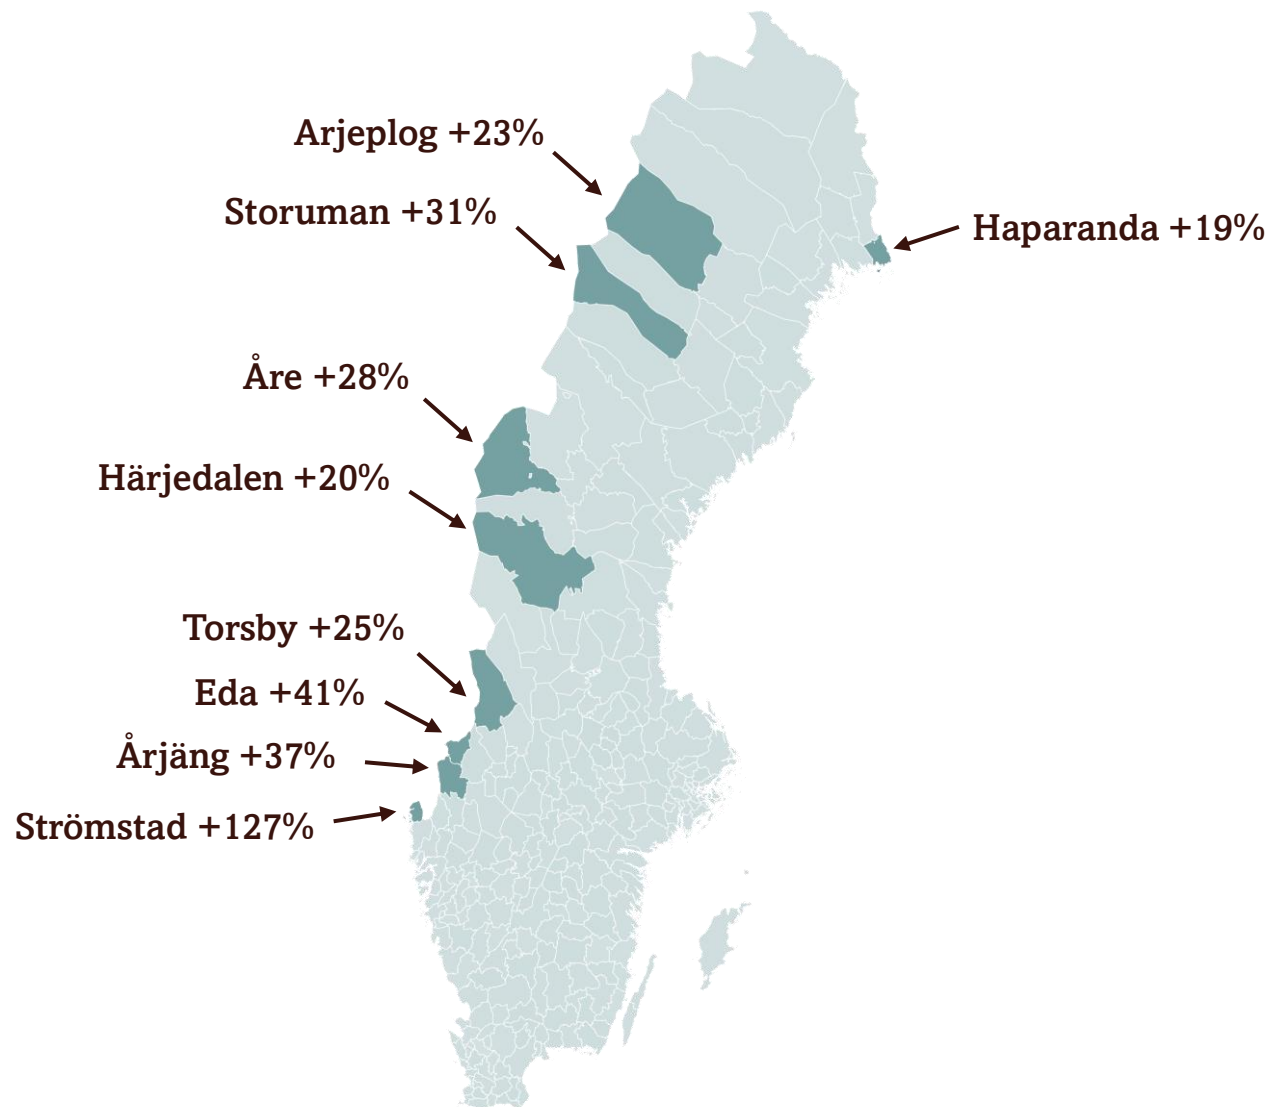 Arjeplog +23%
Storuman +31%
Haparanda +19%
Åre +28%
Härjedalen +20%
Torsby +25%
Eda +41%
Årjäng +37%
Strömstad +127%